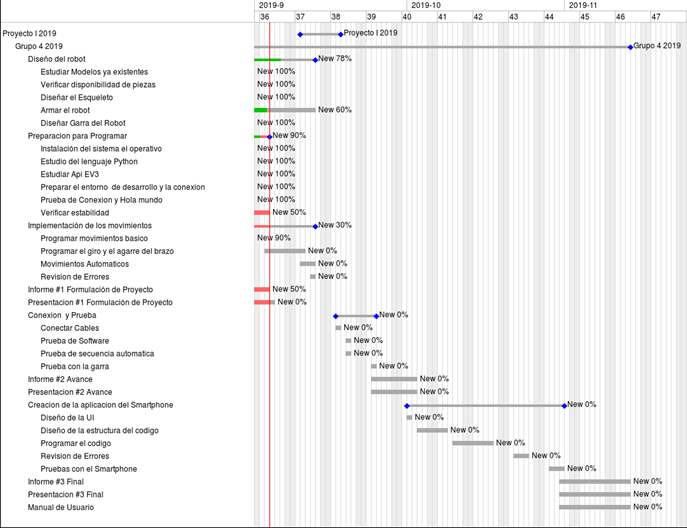 2019-9 2019-10 2019-11
36 37 38 39 40 41 42 43 44 45 46 47
Proyecto I 2019 Proyecto I 2019
Grupo 4 2019 Grupo 4 2019
Diseño del robot New 78%
Estudiar Modelos ya existentes New 100%
Verificar disponibilidad de piezas New 100%
Diseñar el Esqueleto New 100%
Armar el robot New 60%
Diseñar Garra del Robot New 100%
Preparacion para Programar New 90%
Instalación del sistema el operativo New 100%
Estudio del lenguaje Python New 100%
Estudiar Api EV3 New 100%
Preparar el entorno de desarrollo y la conexion New 100%
Prueba de Conexion y Hola mundo New 100%
Verificar estabilidad New 50%
Implementación de los movimientos New 30%
Programar movimientos basico New 90%
Programar el giro y el agarre del brazo New 0%
Movimientos Automaticos New 0%
Revision de Errores New 0%
Informe #1 Formulación de Proyecto New 50%
Presentacion #1 Formulación de Proyecto New 0%
Conexion y Prueba New 0%
Conectar Cables New 0%
Prueba de Software New 0%
Prueba de secuencia automatica New 0%
Prueba con la garra New 0%
Informe #2 Avance New 0%
Presentacion #2 Avance New 0%
Creacion de la aplicacion del Smartphone New 0%
Diseño de la UI New 0%
Diseño de la estructura del codigo New 0%
Programar el codigo New 0%
Revision de Errores New 0%
Pruebas con el Smartphone New 0%
Informe #3 Final New 0%
Presentacion #3 Final New 0%
Manual de Usuario New 0%